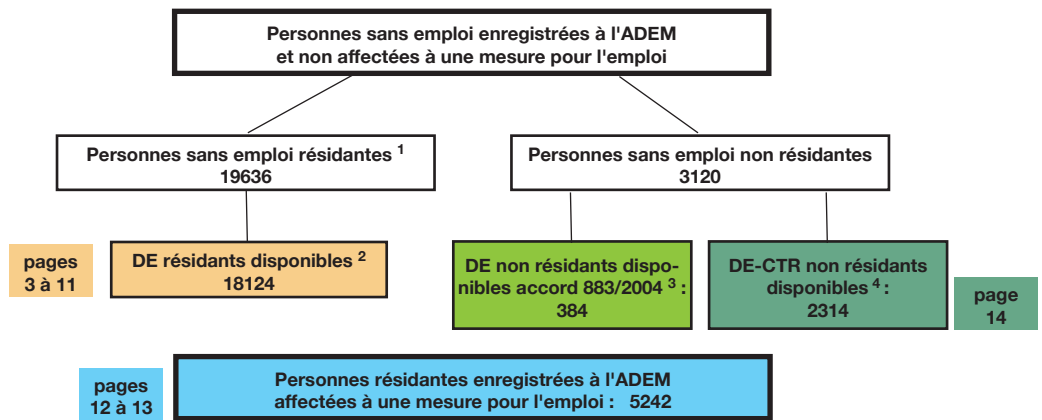 Personnes sans emploi enregistrées à l'ADEM
et non affectées à une mesure pour l'emploi
Personnes sans emploi résidantes 1
19636
Personnes sans emploi non résidantes
3120
pages
3 à 11
DE résidants disponibles 2
18124
DE non résidants dispo-
nibles accord 883/2004 3 :
384
DE-CTR non résidants
disponibles 4 :
2314
page
14
pages
12 à 13
Personnes résidantes enregistrées à l'ADEM
affectées à une mesure pour l'emploi : 5242